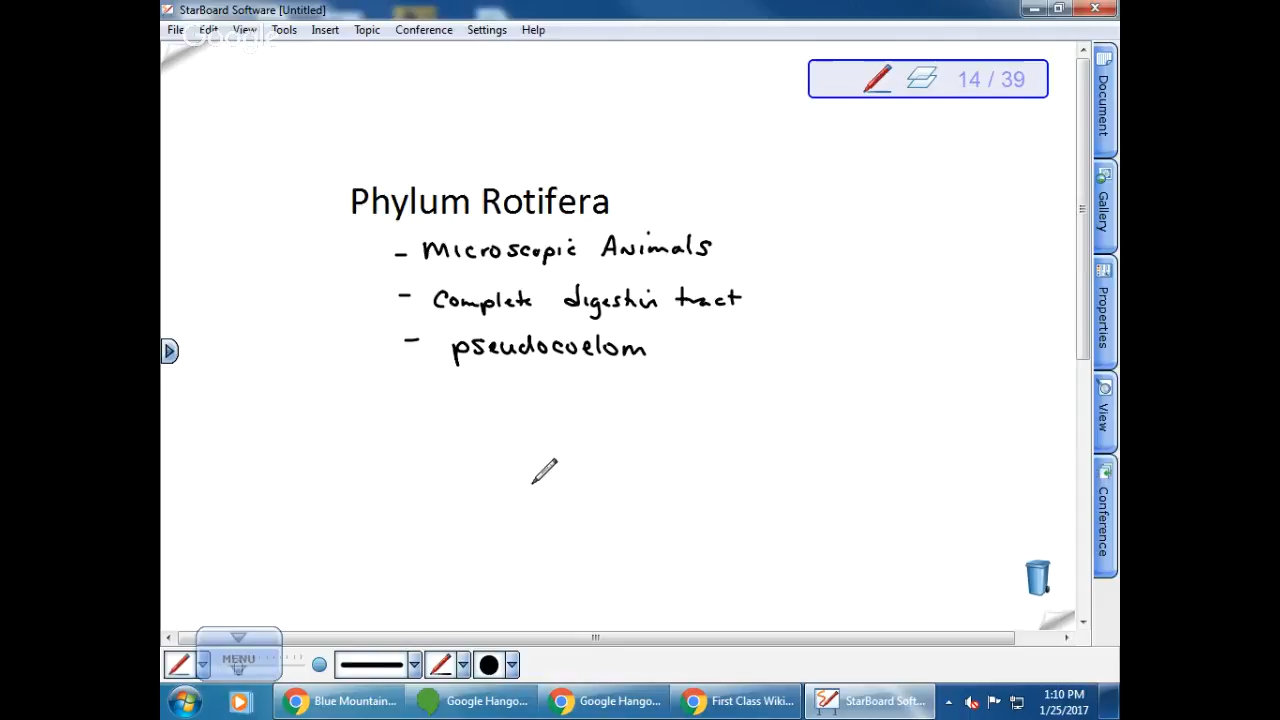 StarBoard Software [Untitled]
File Edit View Tools Insert Topic Conference Settings Help
Google
14 / 39
Document
Gallery
Properties
View
Conference
Phylum Rotifera
- Microscopic Animals
- Complete digestiv tract
- pseudocoelom
MENU
Blue Mountain...
Google Hango...
Google Hango...
First Class Wiki...
StarBoard Soft...
1:10 PM
1/25/2017